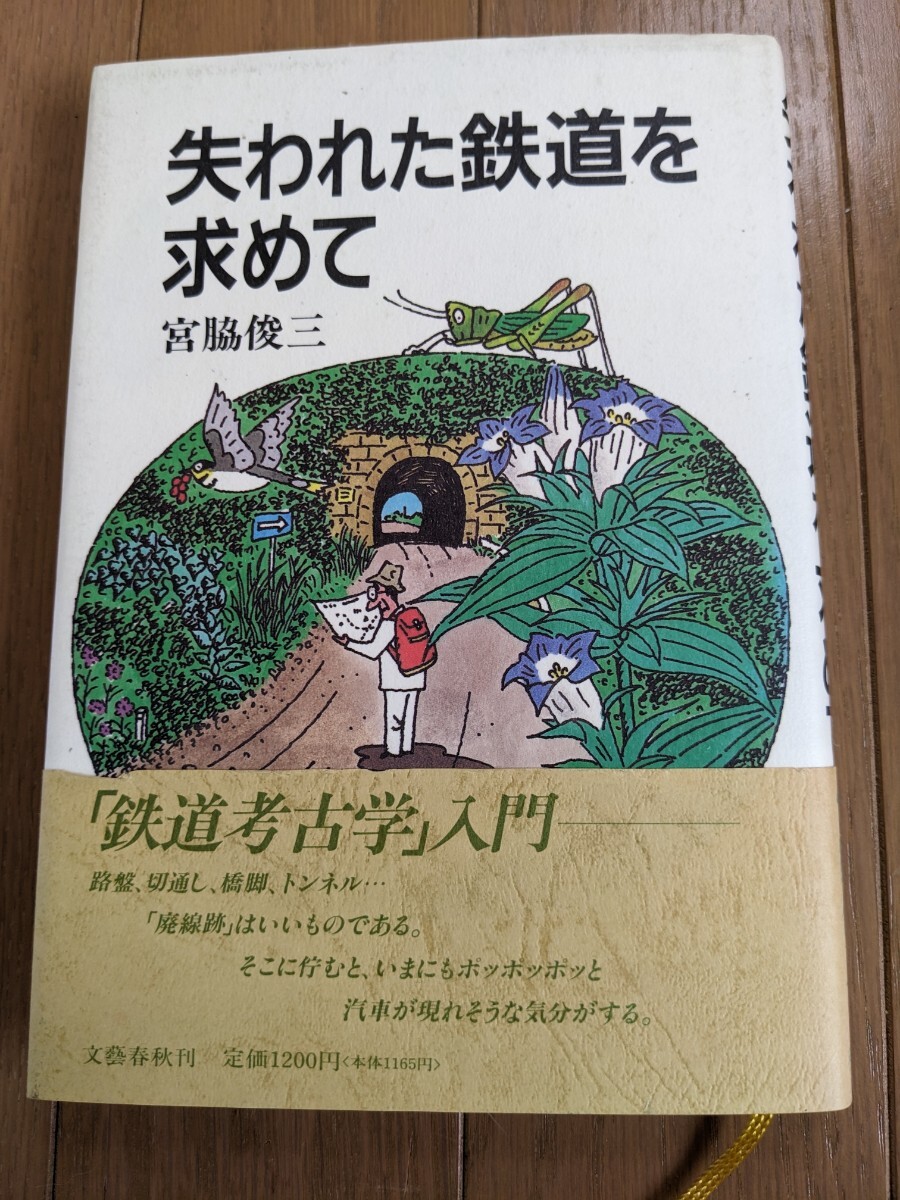 失われた鉄道を
求めて
宮脇俊三
「鉄道考古学」入門――
路盤、切通し、橋脚、トンネル…
「廃線跡」はいいものである。
そこに佇むと、いまにもポッポッポッと
汽車が現れそうな気分がする。
文藝春秋刊 定価1200円〈本体1165円〉